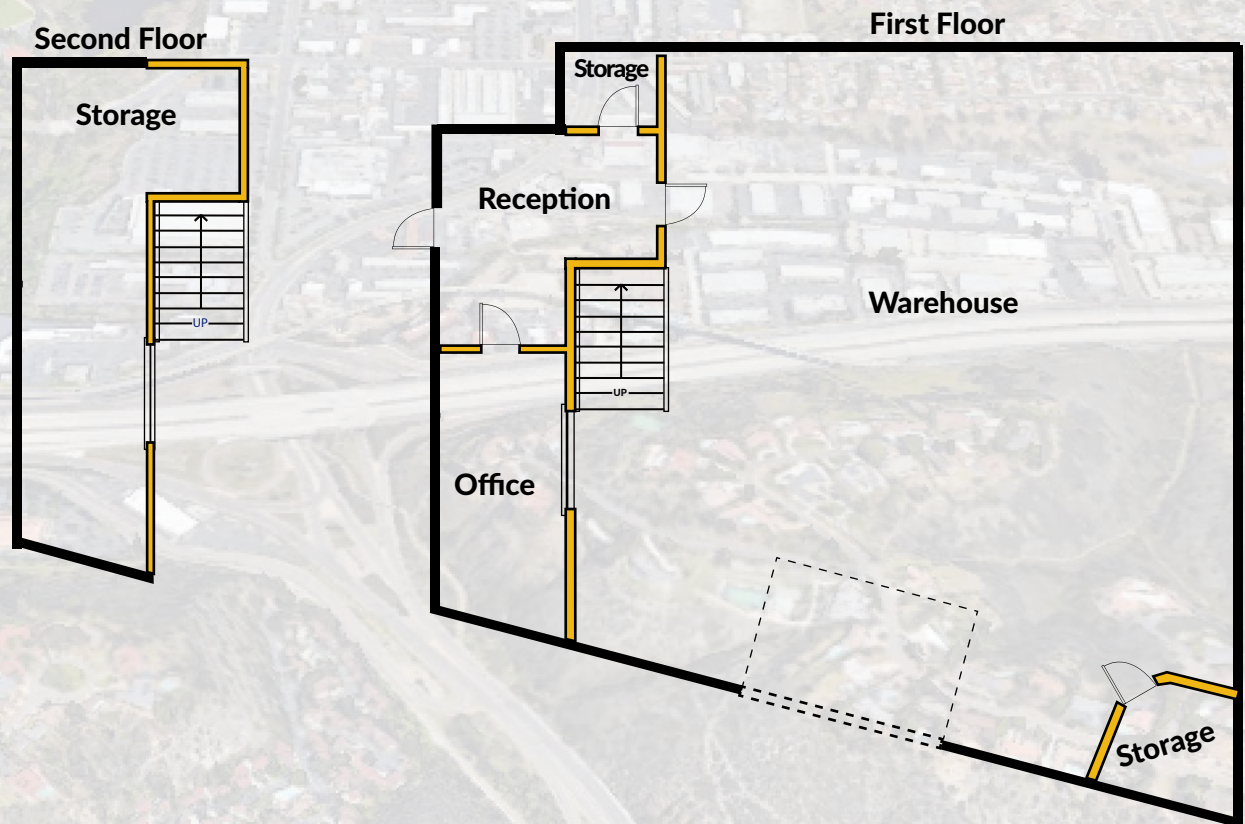 Second Floor
Storage
UP
First Floor
Storage
Reception
Warehouse
UP
Office
Storage